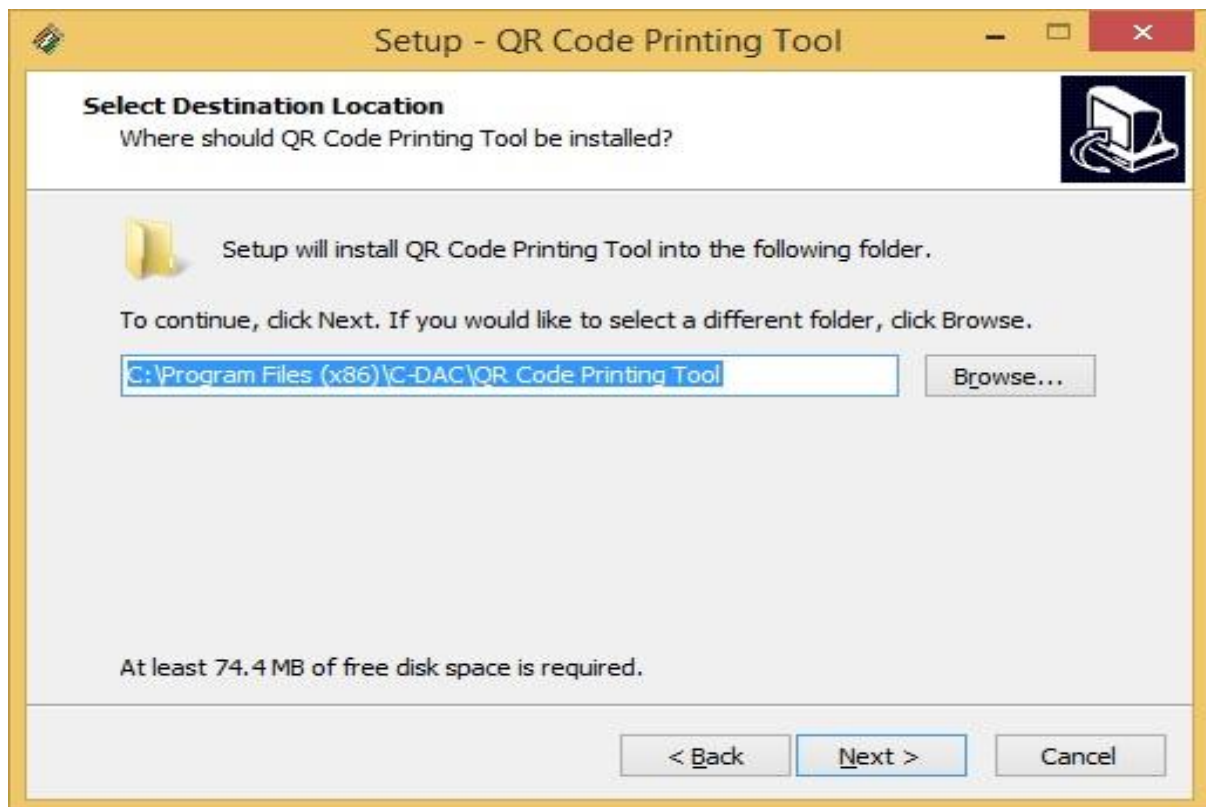 Setup - QR Code Printing Tool
Select Destination Location
Where should QR Code Printing Tool be installed?
Setup will install QR Code Printing Tool into the following folder.
To continue, click Next. If you would like to select a different folder, click Browse.
C:\Program Files (x86)\C-DAC\QR Code Printing Tool
Browse...
At least 74.4 MB of free disk space is required.
< Back Next > Cancel